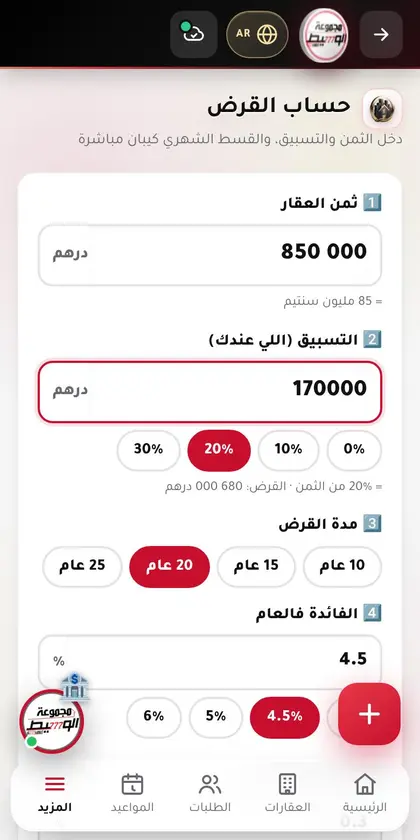 AR
مجموعة
الوسيط
حساب القرض
دخل الثمن والتسبيق، والقسط الشهري كيبان مباشرة
1 ثمن العقار
850 000 درهم
= 85 مليون سنتيم
2 التسبيق (اللي عندك)
170000 درهم
0% 10% 20% 30%
= 20% من الثمن · القرض: 680 000 درهم
3 مدة القرض
10 عام 15 عام 20 عام 25 عام
4 الفائدة فالعام
4.5 %
4.5% 5% 6%
مجموعة
الوسيط
الرئيسية العقارات الطلبات المواعيد المزيد